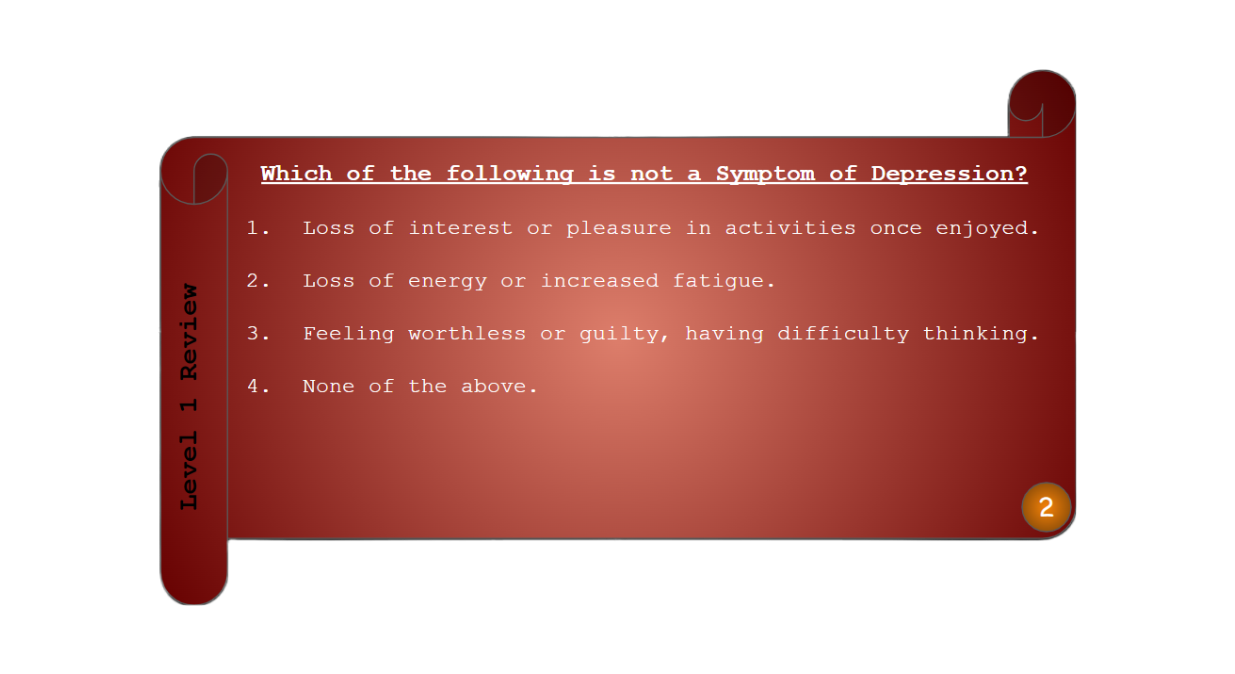 Which of the following is not a Symptom of Depression?
1. Loss of interest or pleasure in activities once enjoyed.
2. Loss of energy or increased fatigue.
3. Feeling worthless or guilty, having difficulty thinking.
4. None of the above.
Level 1 Review
2